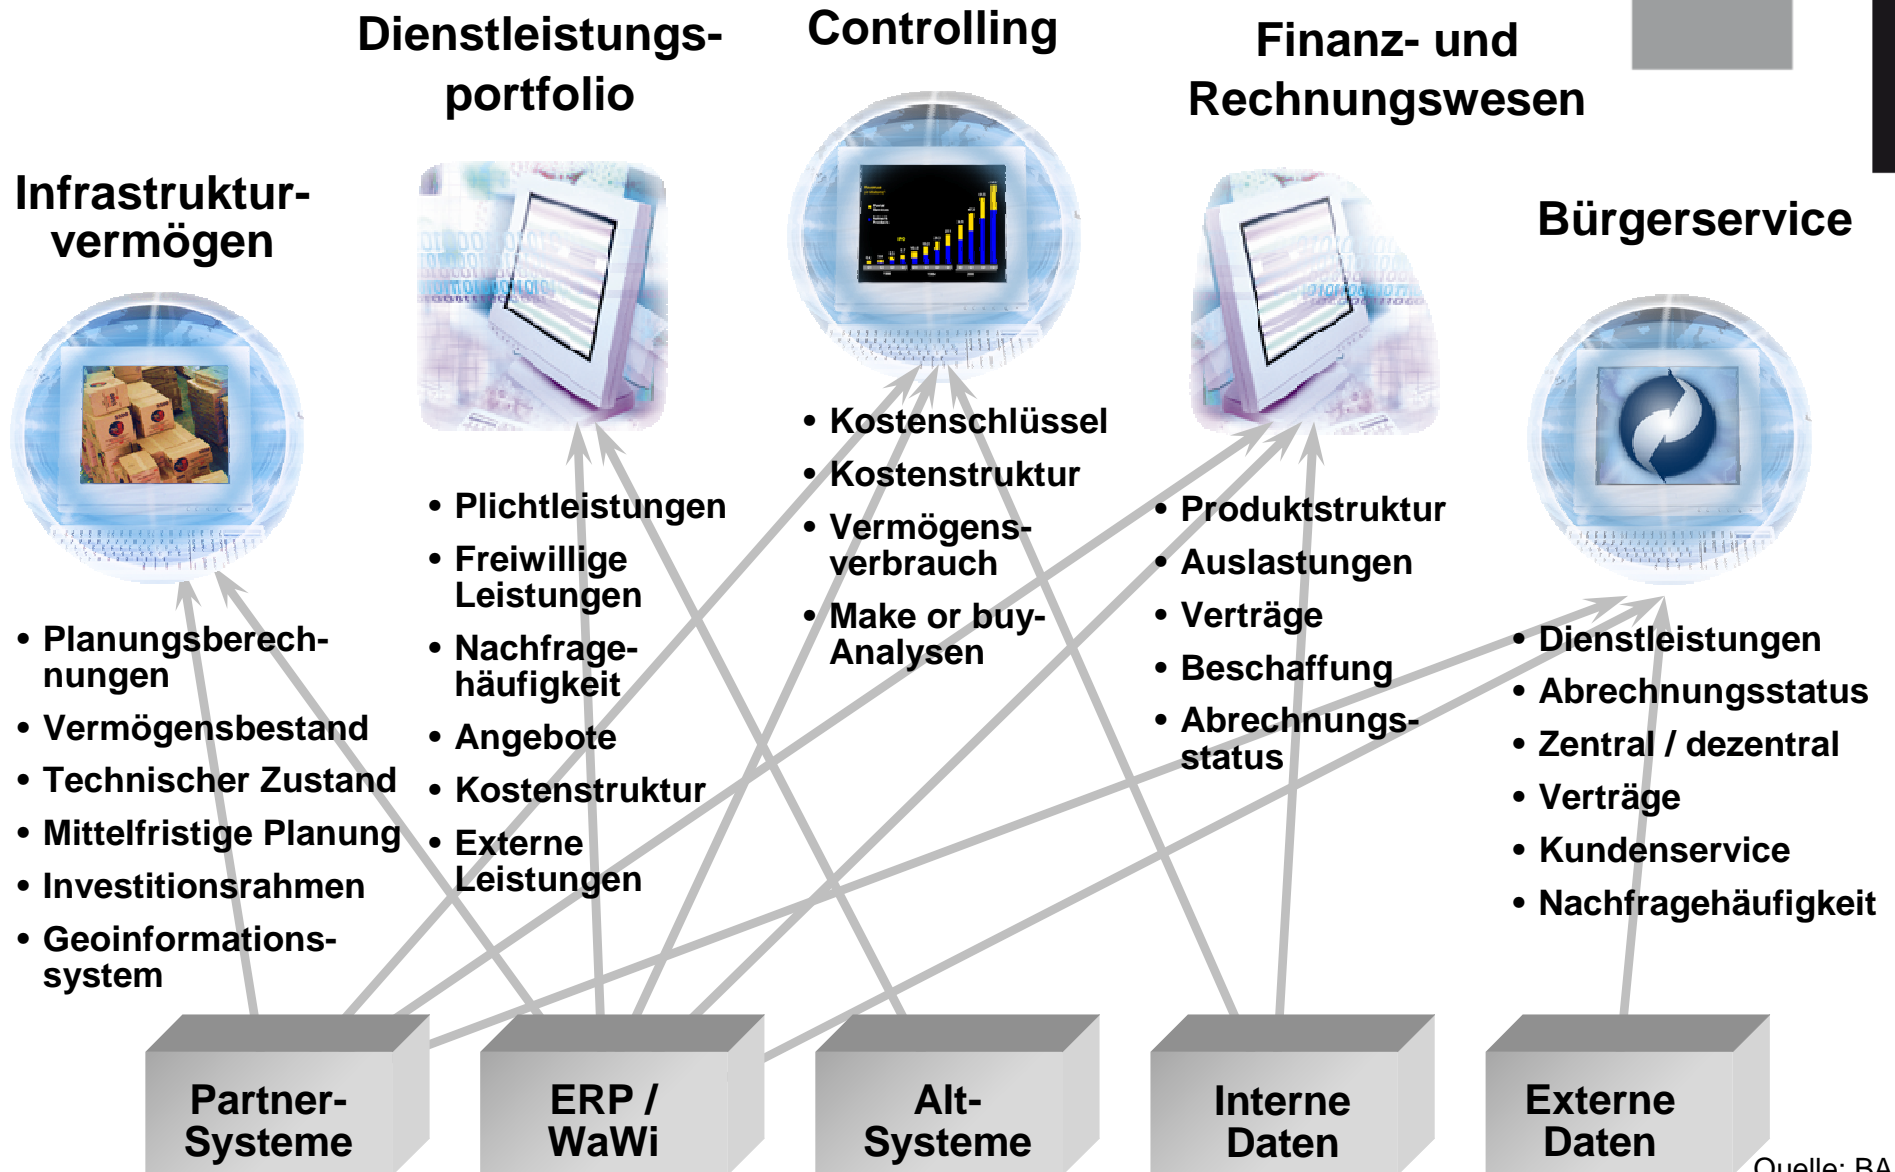 Dienstleistungs-
portfolio
Controlling
Finanz- und
Rechnungswesen
Infrastruktur-
vermögen
Bürgerservice
• Planungsberech-
nungen
• Vermögensbestand
• Technischer Zustand
• Mittelfristige Planung
• Investitionsrahmen
• Geoinformations-
system
• Plichtleistungen
• Freiwillige
Leistungen
• Nachfrage-
häufigkeit
• Angebote
• Kostenstruktur
• Externe
Leistungen
• Kostenschlüssel
• Kostenstruktur
• Vermögens-
verbrauch
• Make or buy-
Analysen
• Produktstruktur
• Auslastungen
• Verträge
• Beschaffung
• Abrechnungs-
status
• Dienstleistungen
• Abrechnungsstatus
• Zentral / dezentral
• Verträge
• Kundenservice
• Nachfragehäufigkeit
Partner-
Systeme
ERP /
WaWi
Alt-
Systeme
Interne
Daten
Externe
Daten
Quelle: BA